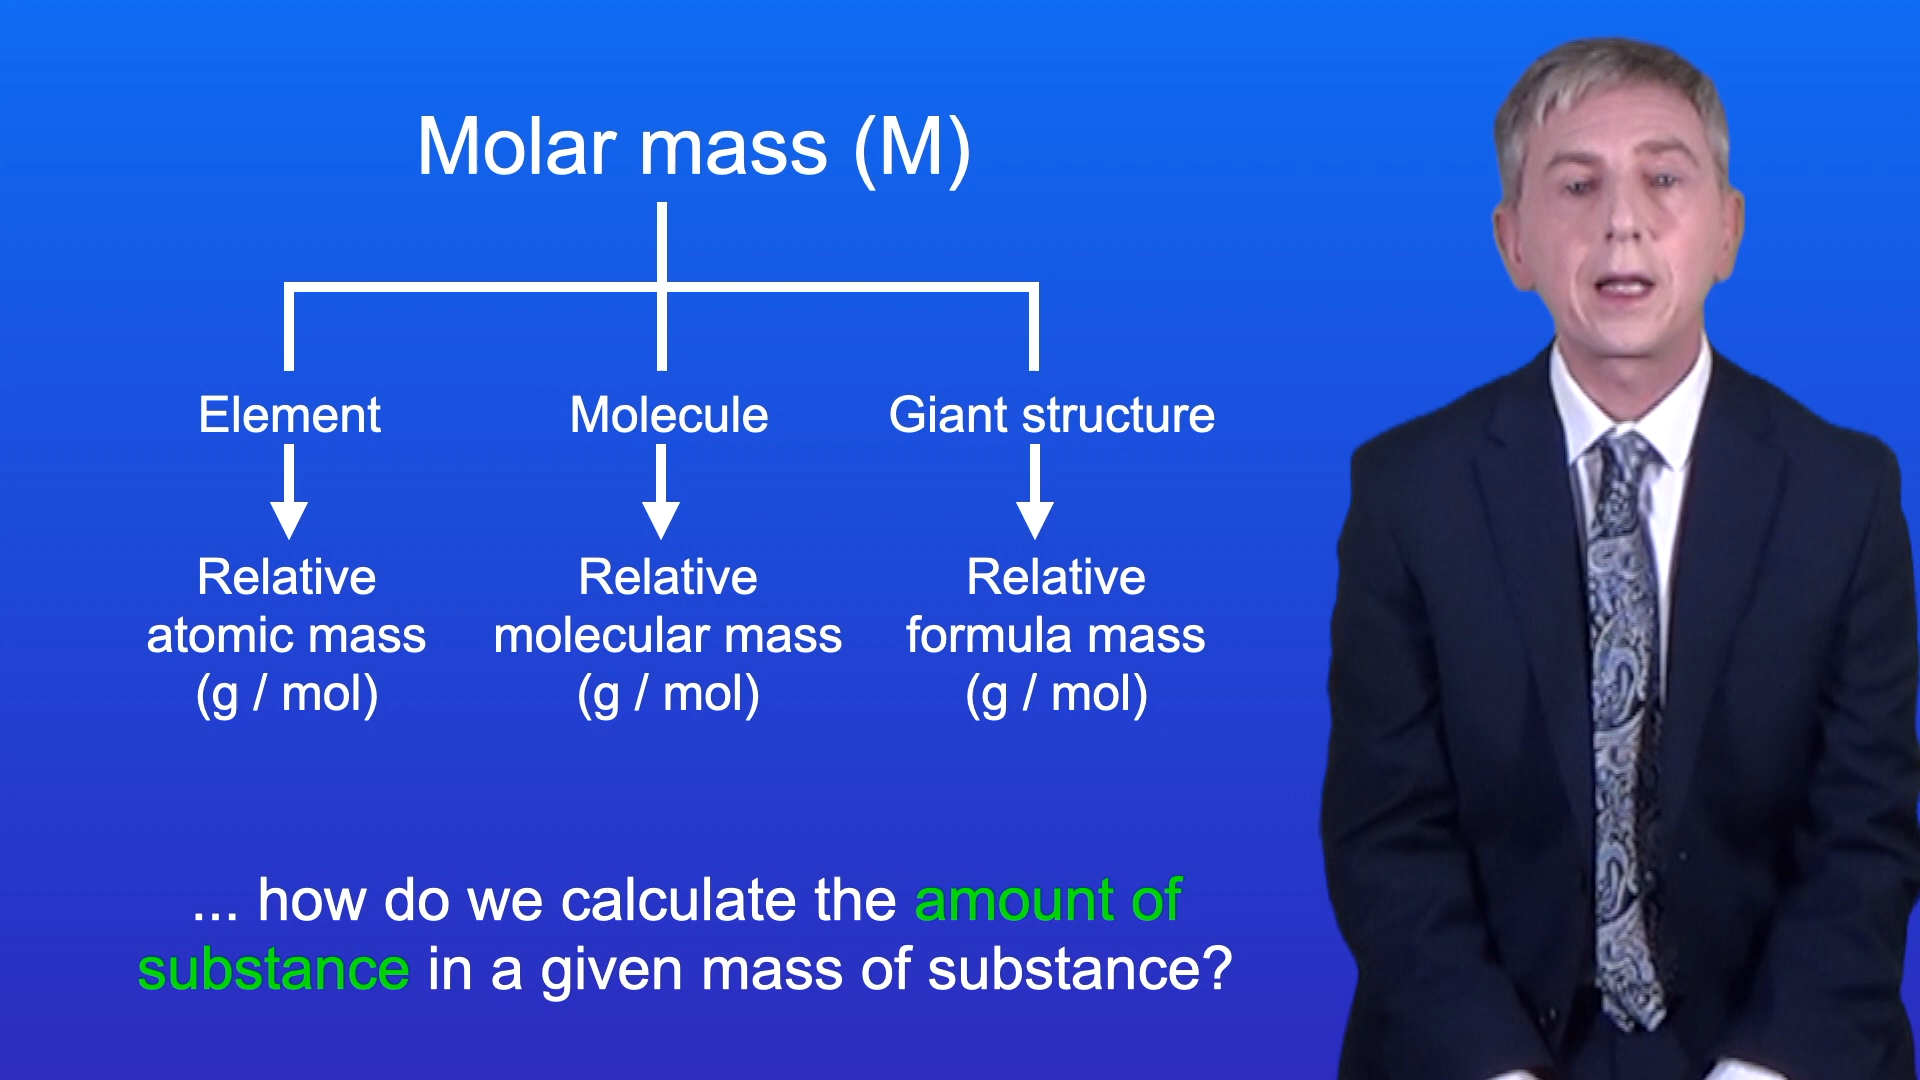 Molar mass (M)
Element
Molecule
Giant structure
Relative
atomic mass
(g / mol)
Relative
molecular mass
(g / mol)
Relative
formula mass
(g / mol)
... how do we calculate the amount of
substance in a given mass of substance?